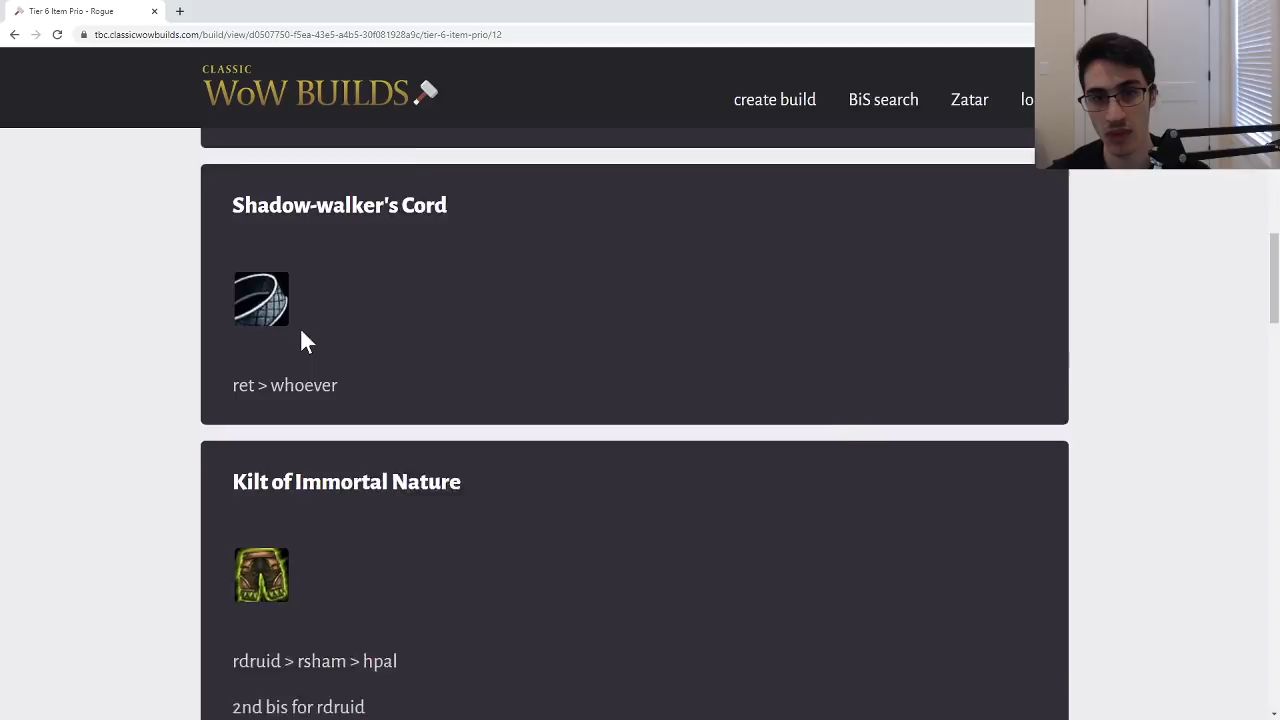 Tier 6 Item Prio - Rogue
tbc.classicwowbuilds.com/build/view/d0507750-f5ea-43e5-a4b5-30f081928a9c/tier-6-item-prio/12
CLASSIC
WoW BUILDS
create build
BiS search
Zatar
lo
Shadow-walker's Cord
ret > whoever
Kilt of Immortal Nature
rdruid > rsham > hpal
2nd bis for rdruid